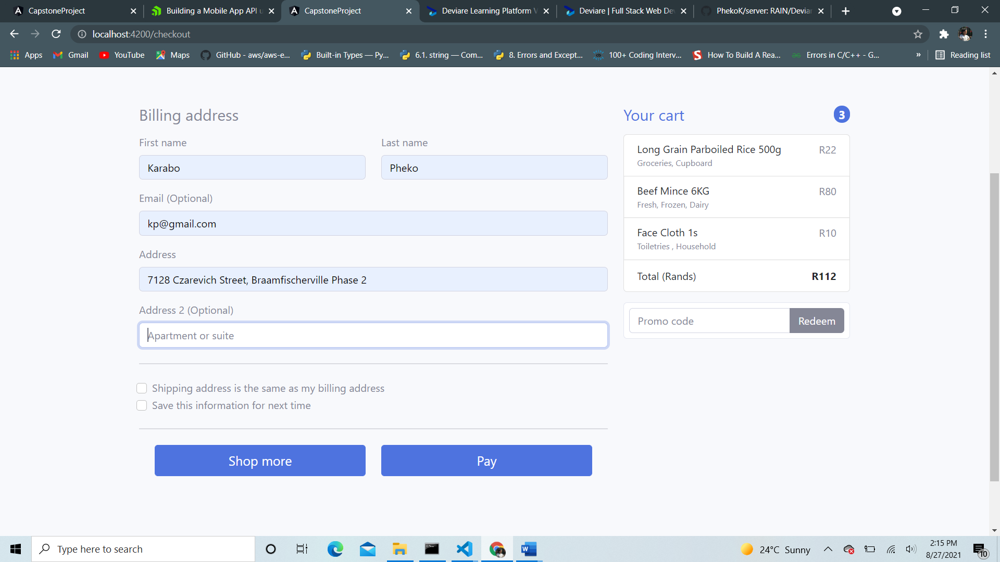 CapstoneProject
Building a Mobile App API u
CapstoneProject
Deviare Learning Platform V
Deviare | Full Stack Web De
PhekoK/server: RAIN/Deviar
localhost:4200/checkout
Apps
Gmail
YouTube
Maps
GitHub - aws/aws-e...
Built-in Types — Py...
6.1. string — Com...
8. Errors and Except...
100+ Coding Interv...
How To Build A Rea...
Errors in C/C++ - G...
»
Reading list
Billing address
First name
Last name
Karabo
Pheko
Email (Optional)
kp@gmail.com
Address
7128 Czarevich Street, Braamfischerville Phase 2
Address 2 (Optional)
Apartment or suite
Shipping address is the same as my billing address
Save this information for next time
Shop more
Pay
Your cart
3
Long Grain Parboiled Rice 500g
R22
Groceries, Cupboard
Beef Mince 6KG
R80
Fresh, Frozen, Dairy
Face Cloth 1s
R10
Toiletries , Household
Total (Rands)
R112
Promo code
Redeem
Type here to search
24°C Sunny
2:15 PM
8/27/2021
10